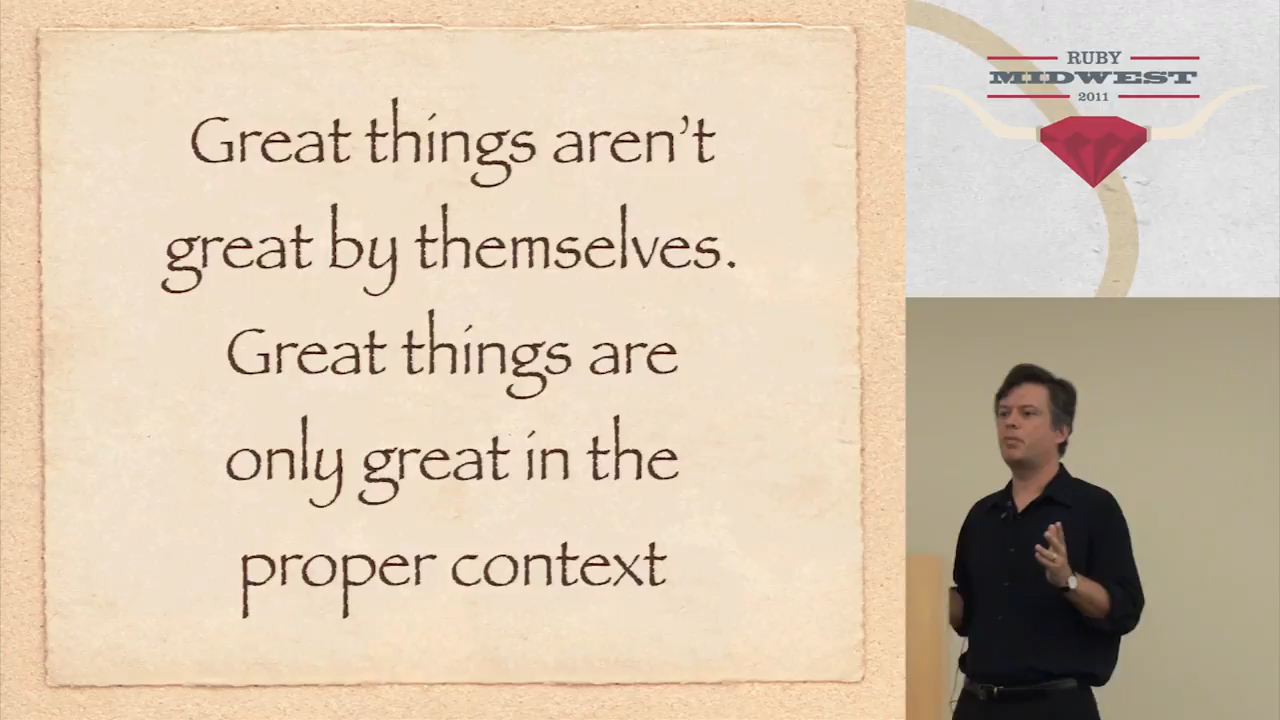 Great things aren't
great by themselves.
Great things are
only great in the
proper context
RUBY
MIDWEST
2011